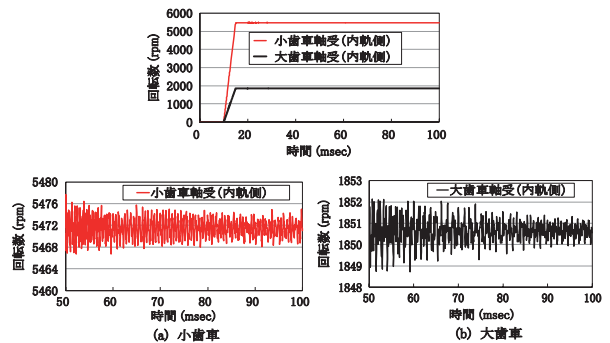 6000
5000
4000
3000
2000
1000
0
回転数 (rpm)
小歯車軸受(内軌側)
大歯車軸受(内軌側)
0 20 40 60 80 100
時間 (msec)
5480
5476
5472
5468
5464
5460
回転数 (rpm)
小歯車軸受(内軌側)
50 60 70 80 90 100
時間 (msec)
(a) 小歯車
1853
1852
1851
1850
1849
1848
回転数 (rpm)
大歯車軸受(内軌側)
50 60 70 80 90 100
時間 (msec)
(b) 大歯車